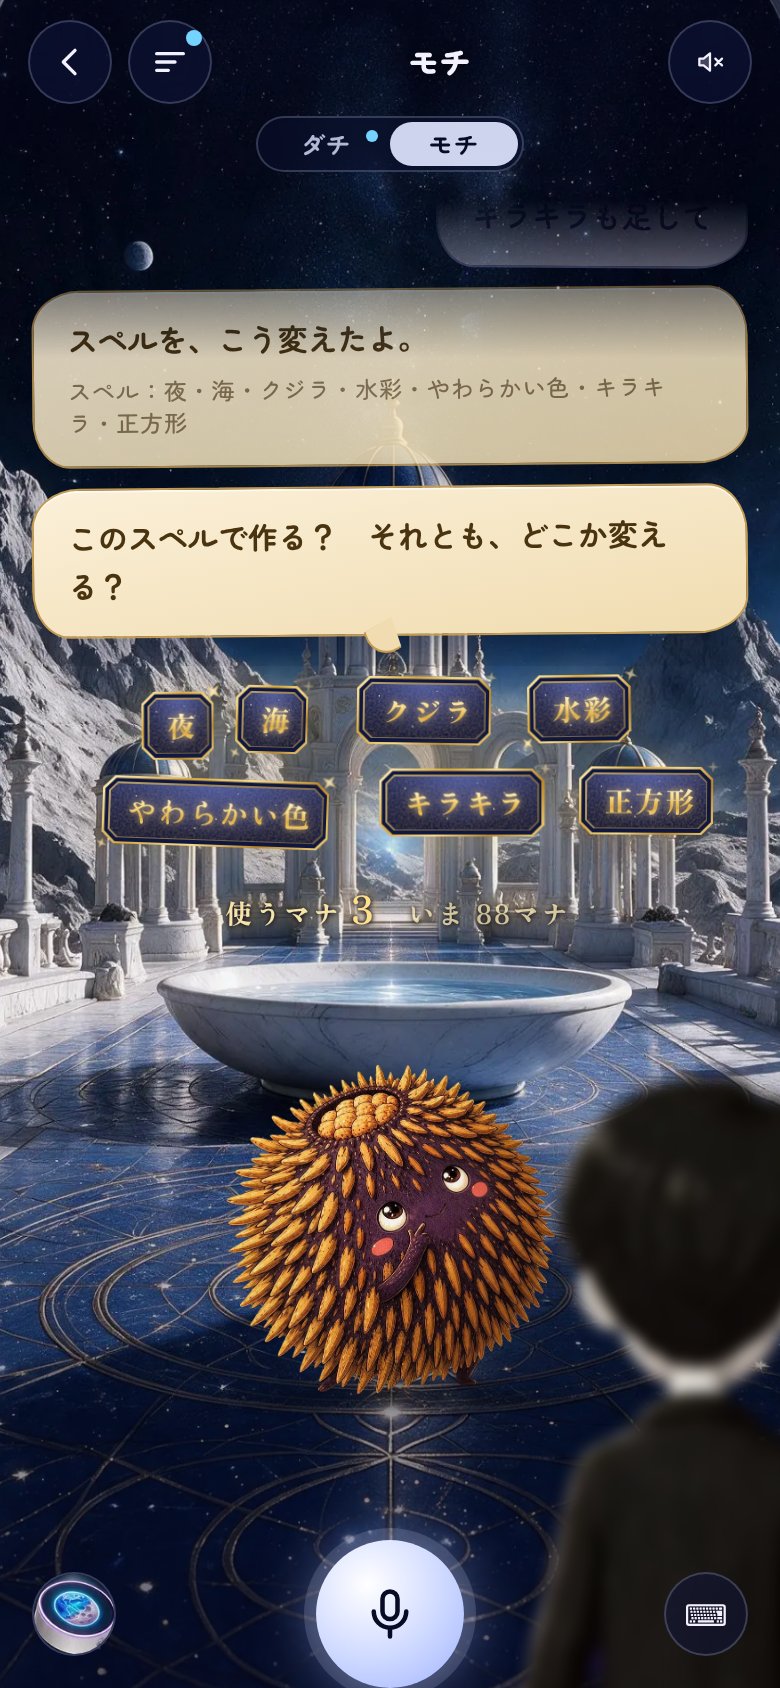 モチ
ダチ
モチ
キラキラも足して
スペルを、こう変えたよ。
スペル：夜・海・クジラ・水彩・やわらかい色・キラキ
ラ・正方形
このスペルで作る？　それとも、どこか変え
る？
夜 海 クジラ 水彩
やわらかい色 キラキラ 正方形
使うマナ 3　いま 88マナ